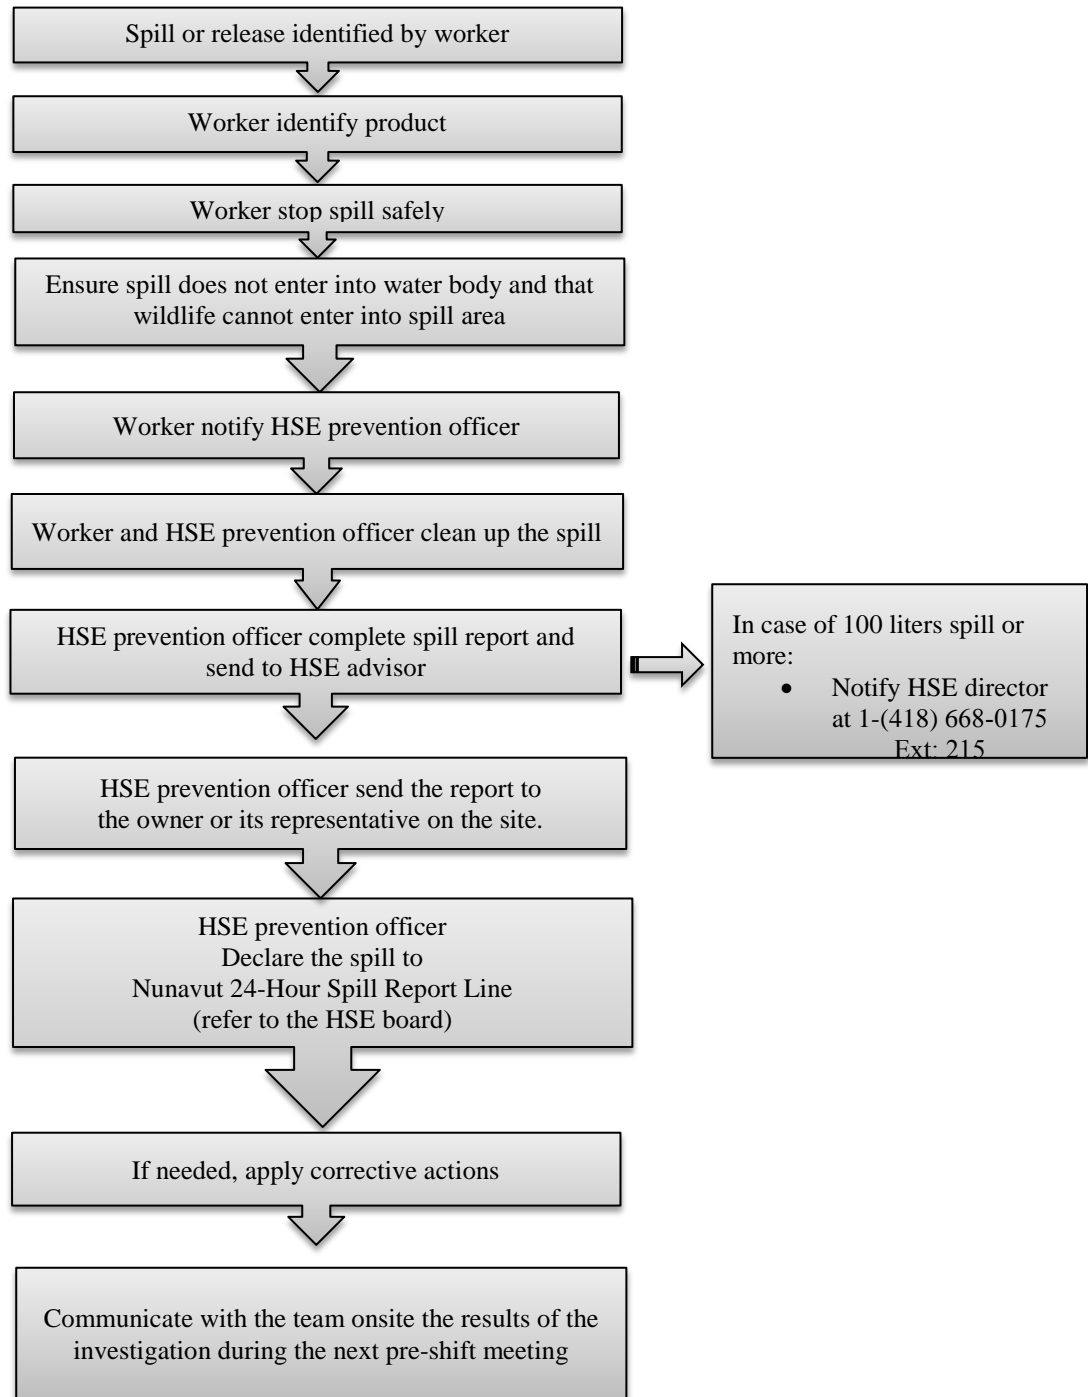 Spill or release identified by worker
Worker identify product
Worker stop spill safely
Ensure spill does not enter into water body and that
wildlife cannot enter into spill area
Worker notify HSE prevention officer
Worker and HSE prevention officer clean up the spill
HSE prevention officer complete spill report and
send to HSE advisor
In case of 100 liters spill or
more:
• Notify HSE director
at 1-(418) 668-0175
Ext: 215
HSE prevention officer send the report to
the owner or its representative on the site.
HSE prevention officer
Declare the spill to
Nunavut 24-Hour Spill Report Line
(refer to the HSE board)
If needed, apply corrective actions
Communicate with the team onsite the results of the
investigation during the next pre-shift meeting